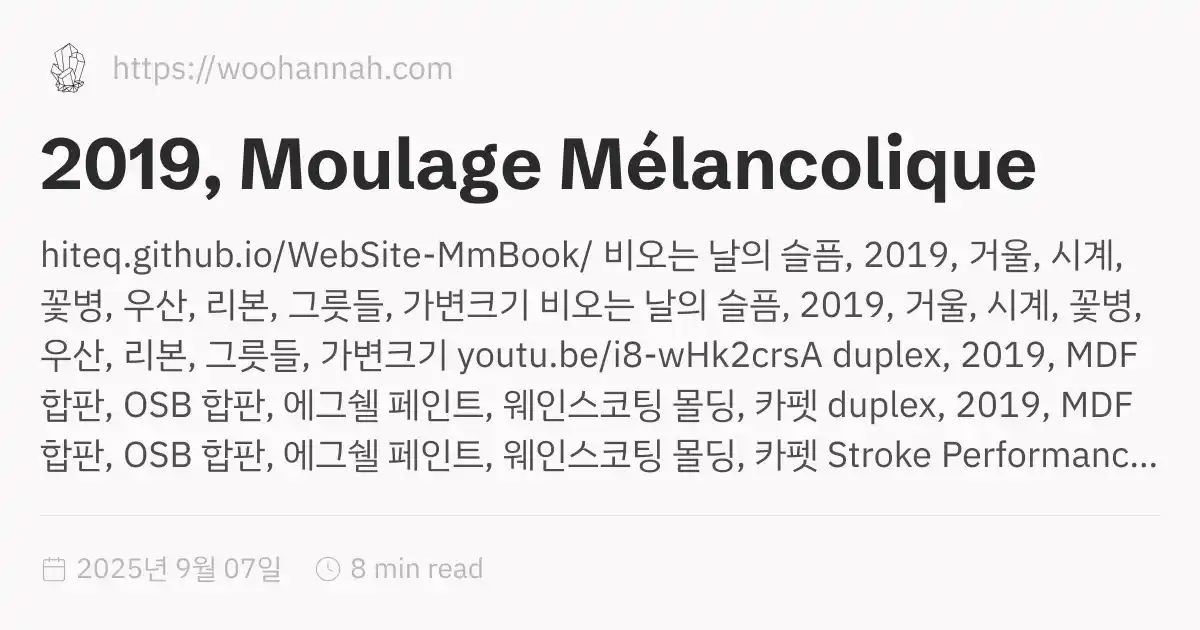 https://woohannah.com
2019, Moulage Mélancolique
hiteq.github.io/WebSite-MmBook/ 비오는 날의 슬픔, 2019, 거울, 시계,
꽃병, 우산, 리본, 그릇들, 가변크기 비오는 날의 슬픔, 2019, 거울, 시계, 꽃병,
우산, 리본, 그릇들, 가변크기 youtu.be/i8-wHk2crsA duplex, 2019, MDF
합판, OSB 합판, 에그쉘 페인트, 웨인스코팅 몰딩, 카펫 duplex, 2019, MDF
합판, OSB 합판, 에그쉘 페인트, 웨인스코팅 몰딩, 카펫 Stroke Performanc...
2025년 9월 07일 8 min read